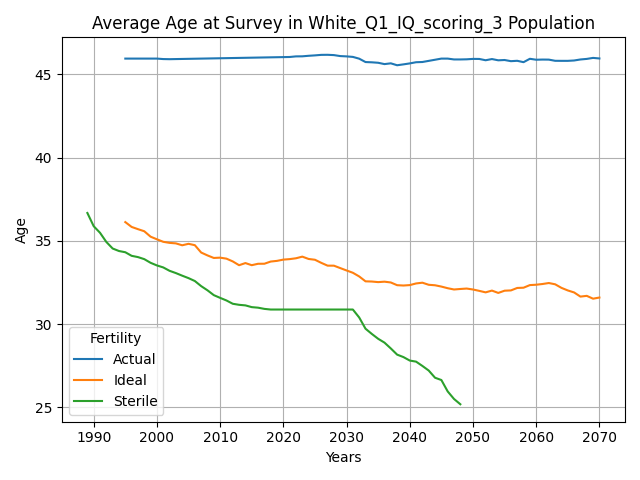 Average Age at Survey in White_Q1_IQ_scoring_3 Population
45
40
35
30
25
Age
Fertility
Actual
Ideal
Sterile
1990 2000 2010 2020 2030 2040 2050 2060 2070
Years